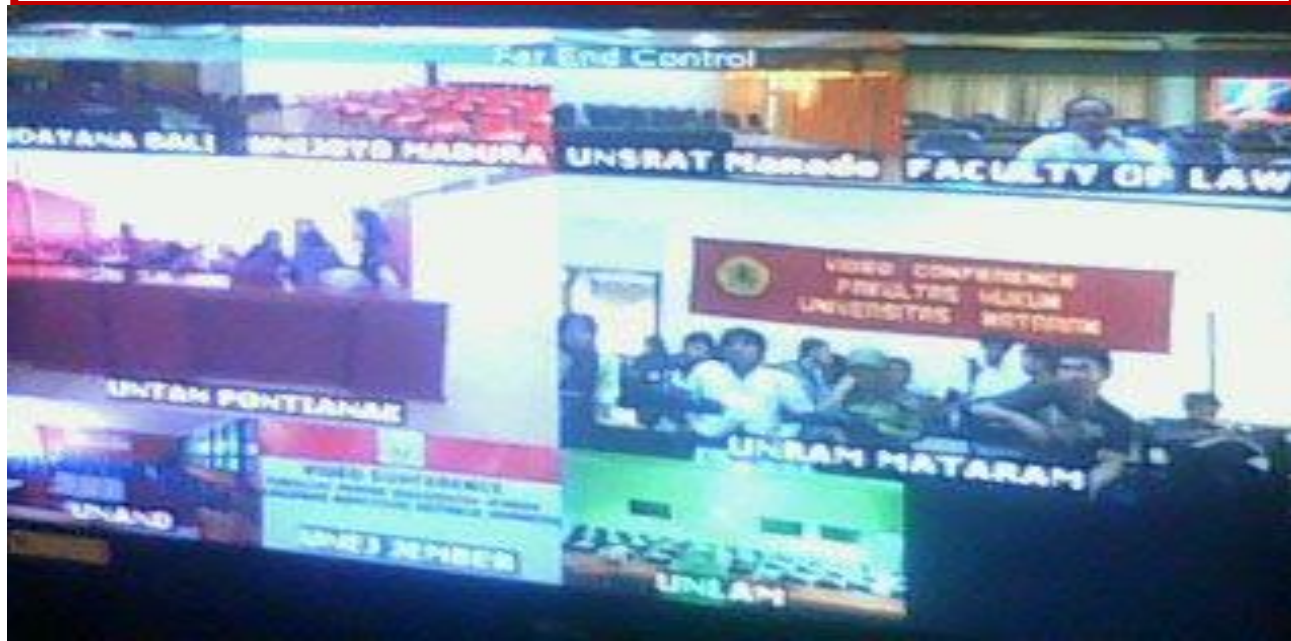 Far End Control
UDAYANA BALI
UNIJOYO MADURA
UNSRAT Manado
FACULTY OF LAW
VIDEO CONFERENCE
FAKULTAS HUKUM
UNIVERSITAS MATARAM
UNTAN PONTIANAK
UNRAM MATARAM
VIDEO CONFERENCE
UNAND
UNEJ JEMBER
UNLAM